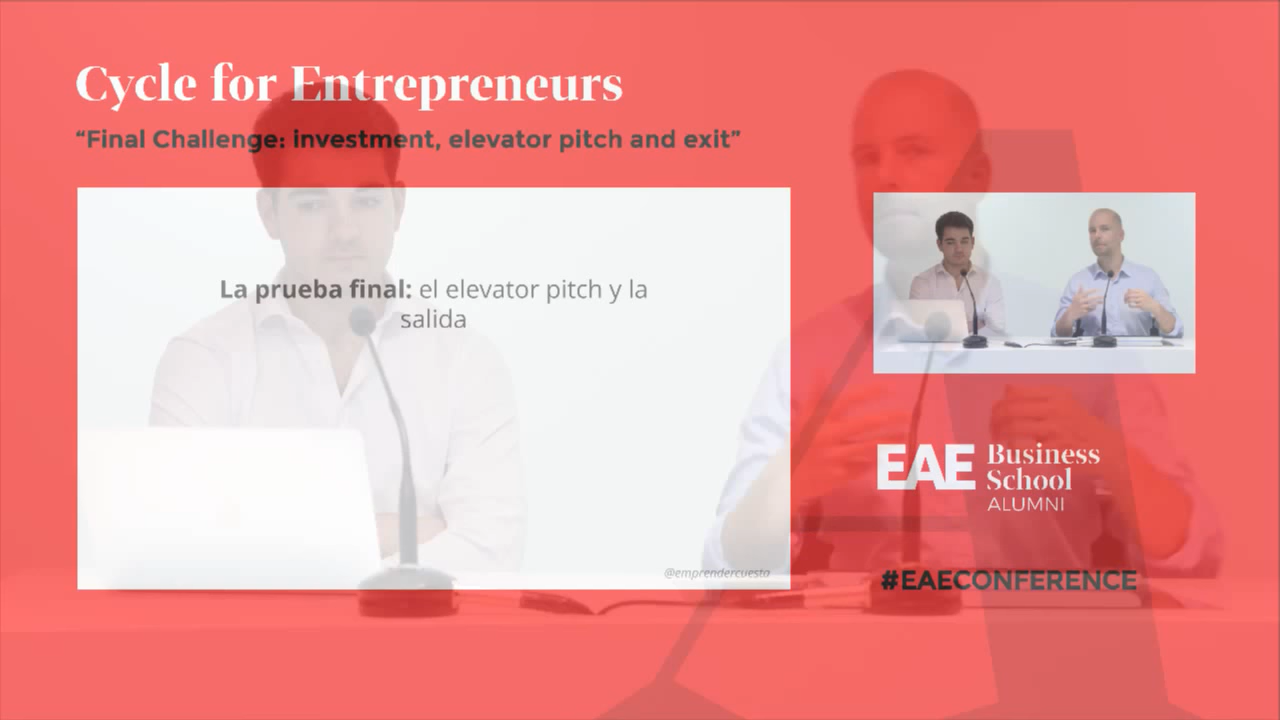 Cycle for Entrepreneurs
“Final Challenge: investment, elevator pitch and exit”
La prueba final: el elevator pitch y la
salida
@emprendercuesta
EAE Business
School
ALUMNI
#EAECONFERENCE